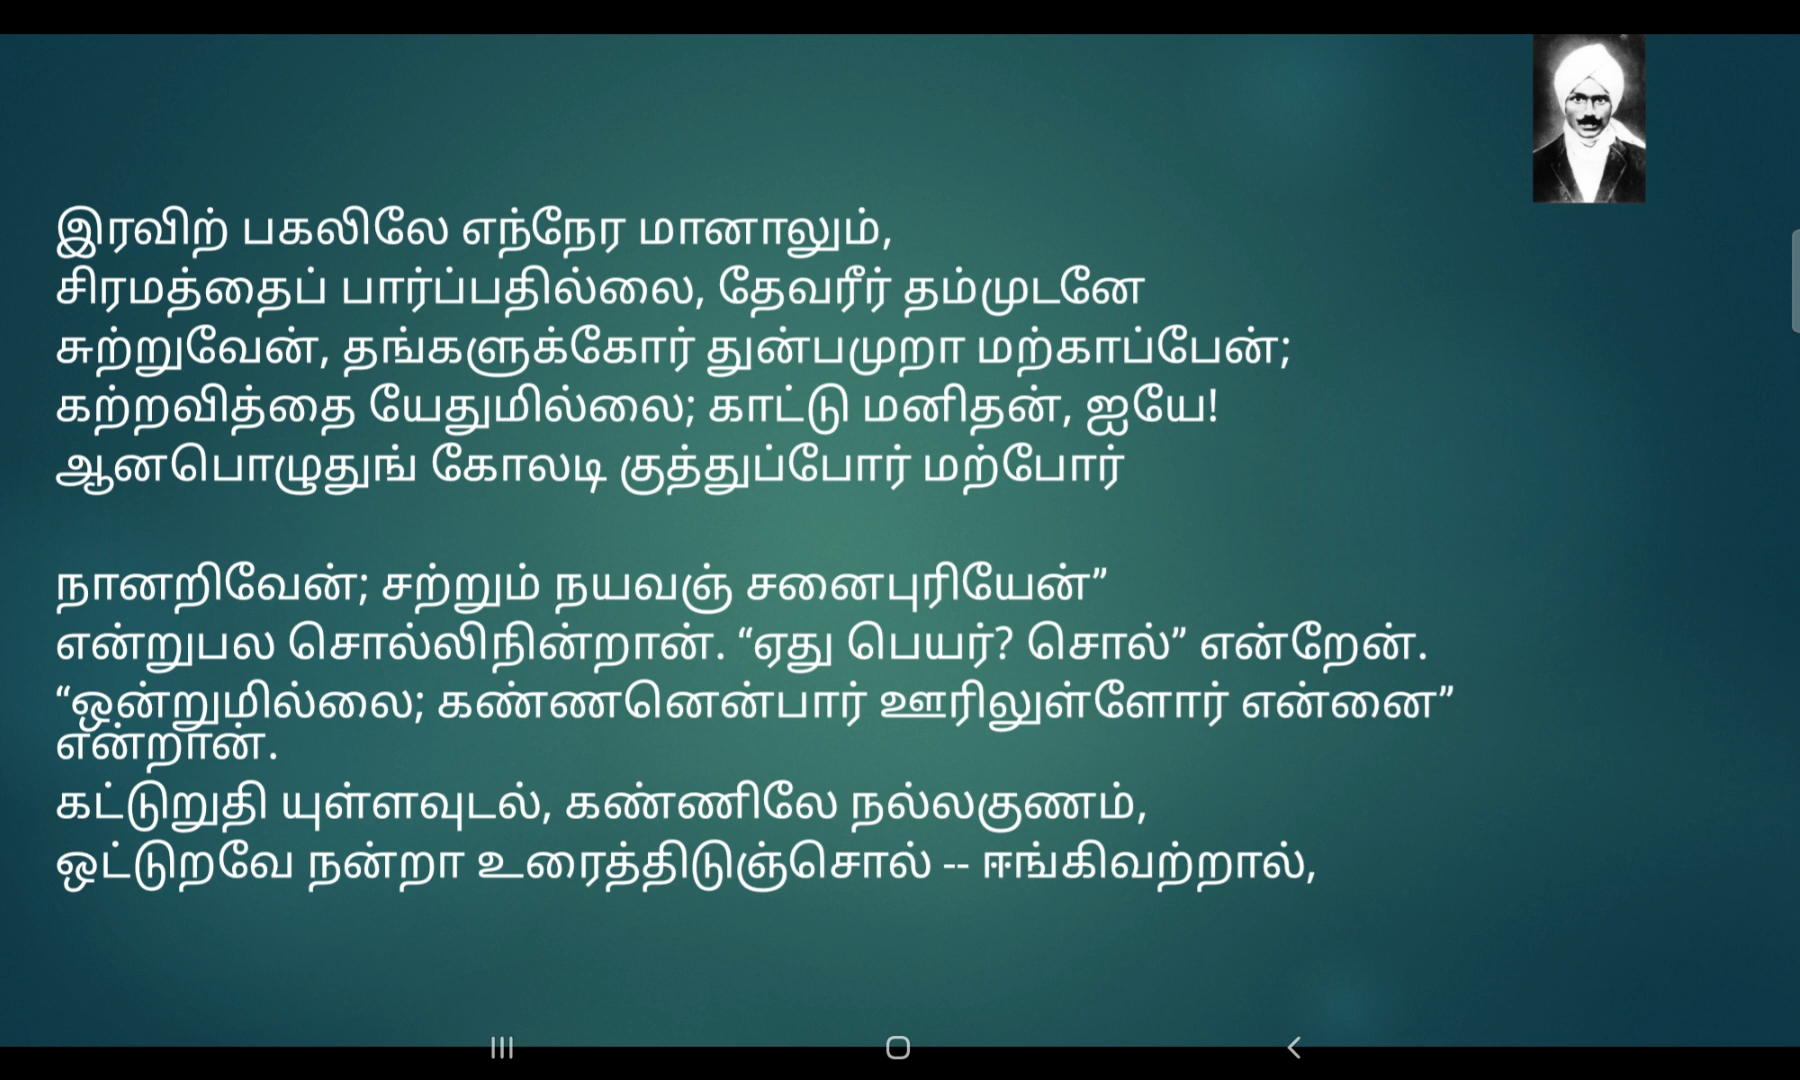 இரவிற் பகலிலே எந்நேர மானாலும்,
சிரமத்தைப் பார்ப்பதில்லை, தேவரீர் தம்முடனே
சுற்றுவேன், தங்களுக்கோர் துன்பமுறா மற்காப்பேன்;
கற்றவித்தை யேதுமில்லை; காட்டு மனிதன், ஐயே!
ஆனபொழுதுங் கோலடி குத்துப்போர் மற்போர்
நானறிவேன்; சற்றும் நயவஞ் சனைபுரியேன்”
என்றுபல சொல்லிநின்றான். “ஏது பெயர்? சொல்” என்றேன்.
“ஒன்றுமில்லை; கண்ணனென்பார் ஊரிலுள்ளோர் என்னை”
என்றான்.
கட்டுறுதி யுள்ளவுடல், கண்ணிலே நல்லகுணம்,
ஒட்டுறவே நன்றா உரைத்திடுஞ்சொல் -- ஈங்கிவற்றால்,